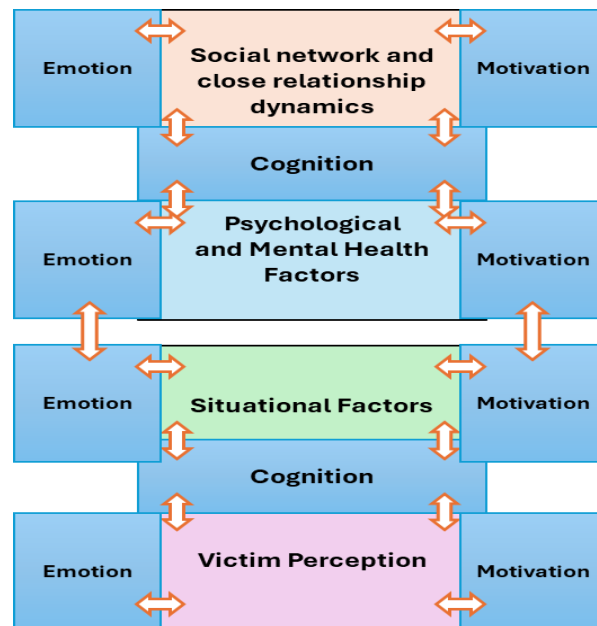 Emotion
Social network and
close relationship
dynamics
Motivation
Cognition
Emotion
Psychological
and Mental Health
Factors
Motivation
Emotion
Situational Factors
Motivation
Cognition
Emotion
Victim Perception
Motivation